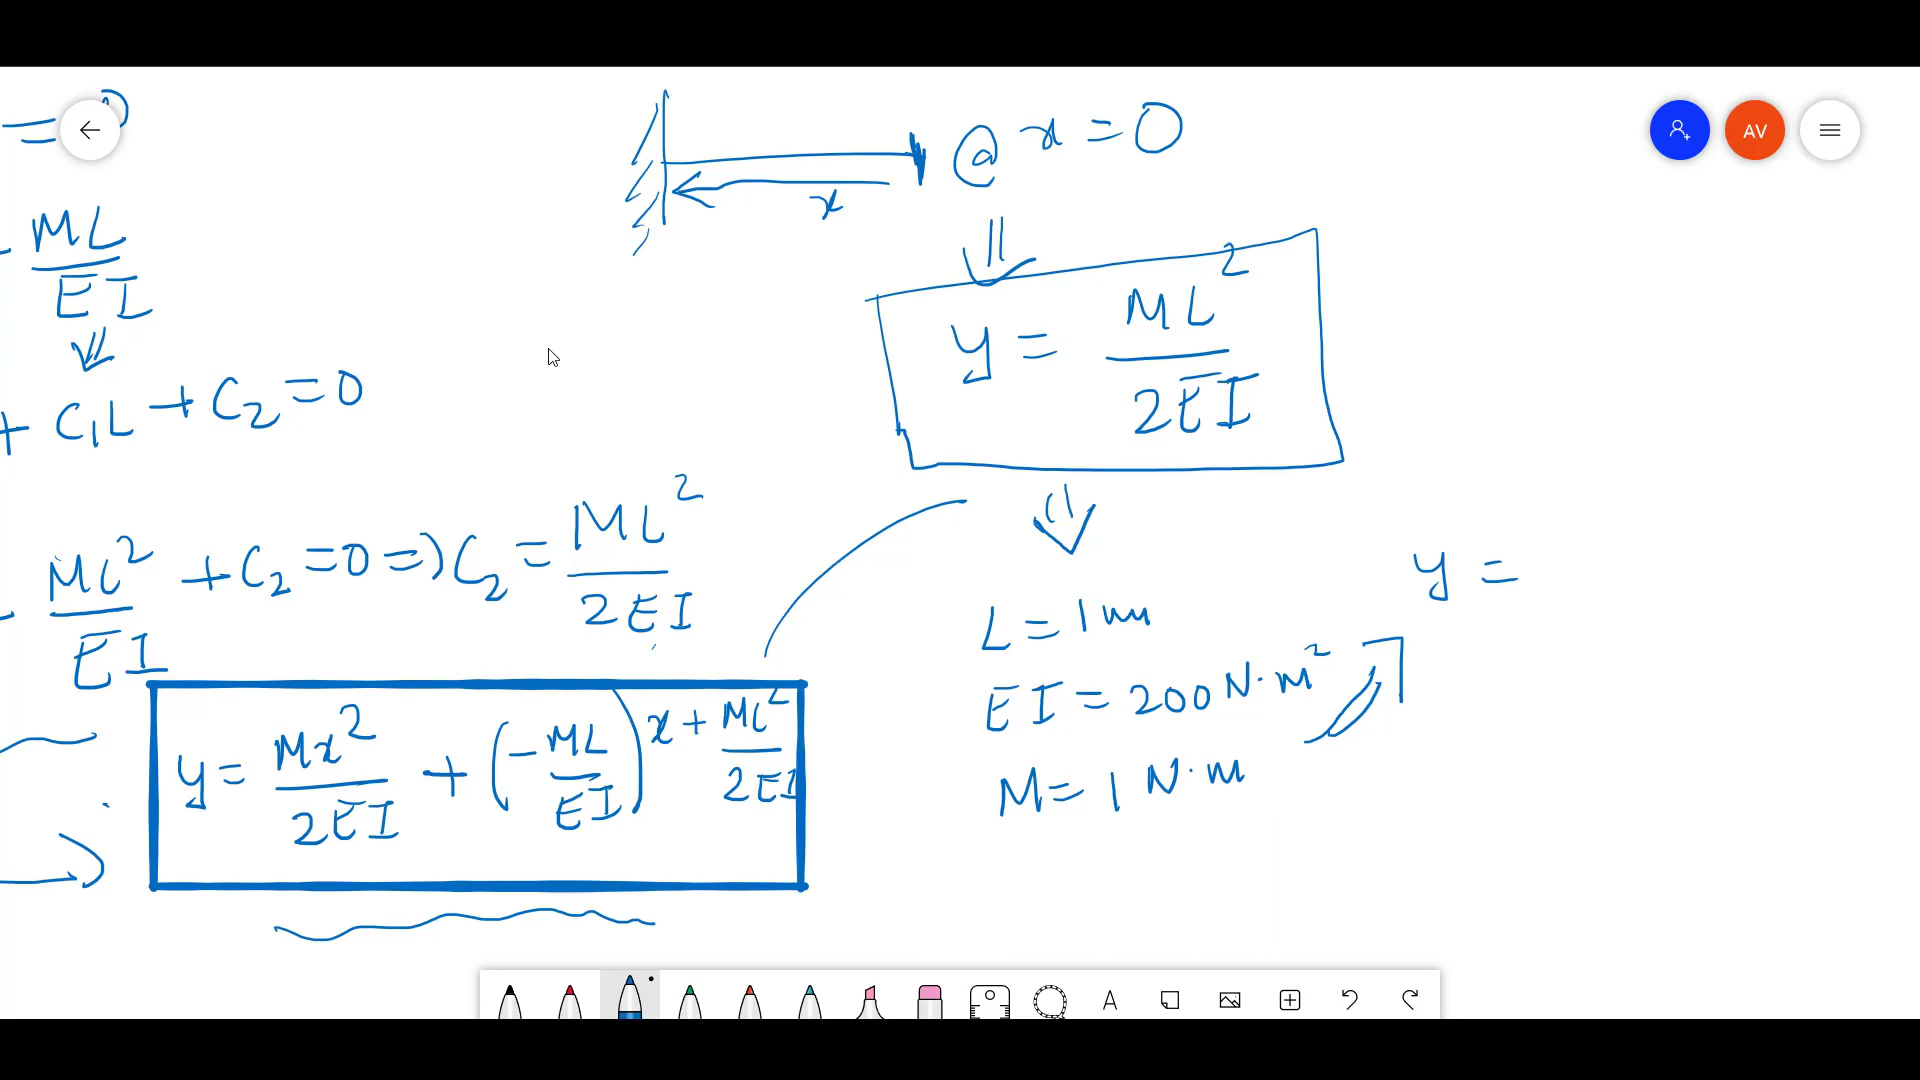 = 0
@ x = 0
x
ML/EI
y = ML²/2EI
+ C₁L + C₂ = 0
ML²/EI + C₂ = 0 => C₂ = ML²/2EI
y = Mx²/2EI + (-ML/EI) x + ML²/2EI
L = 1 m
EI = 200 N·m²
M = 1 N·m
y =
AV
A